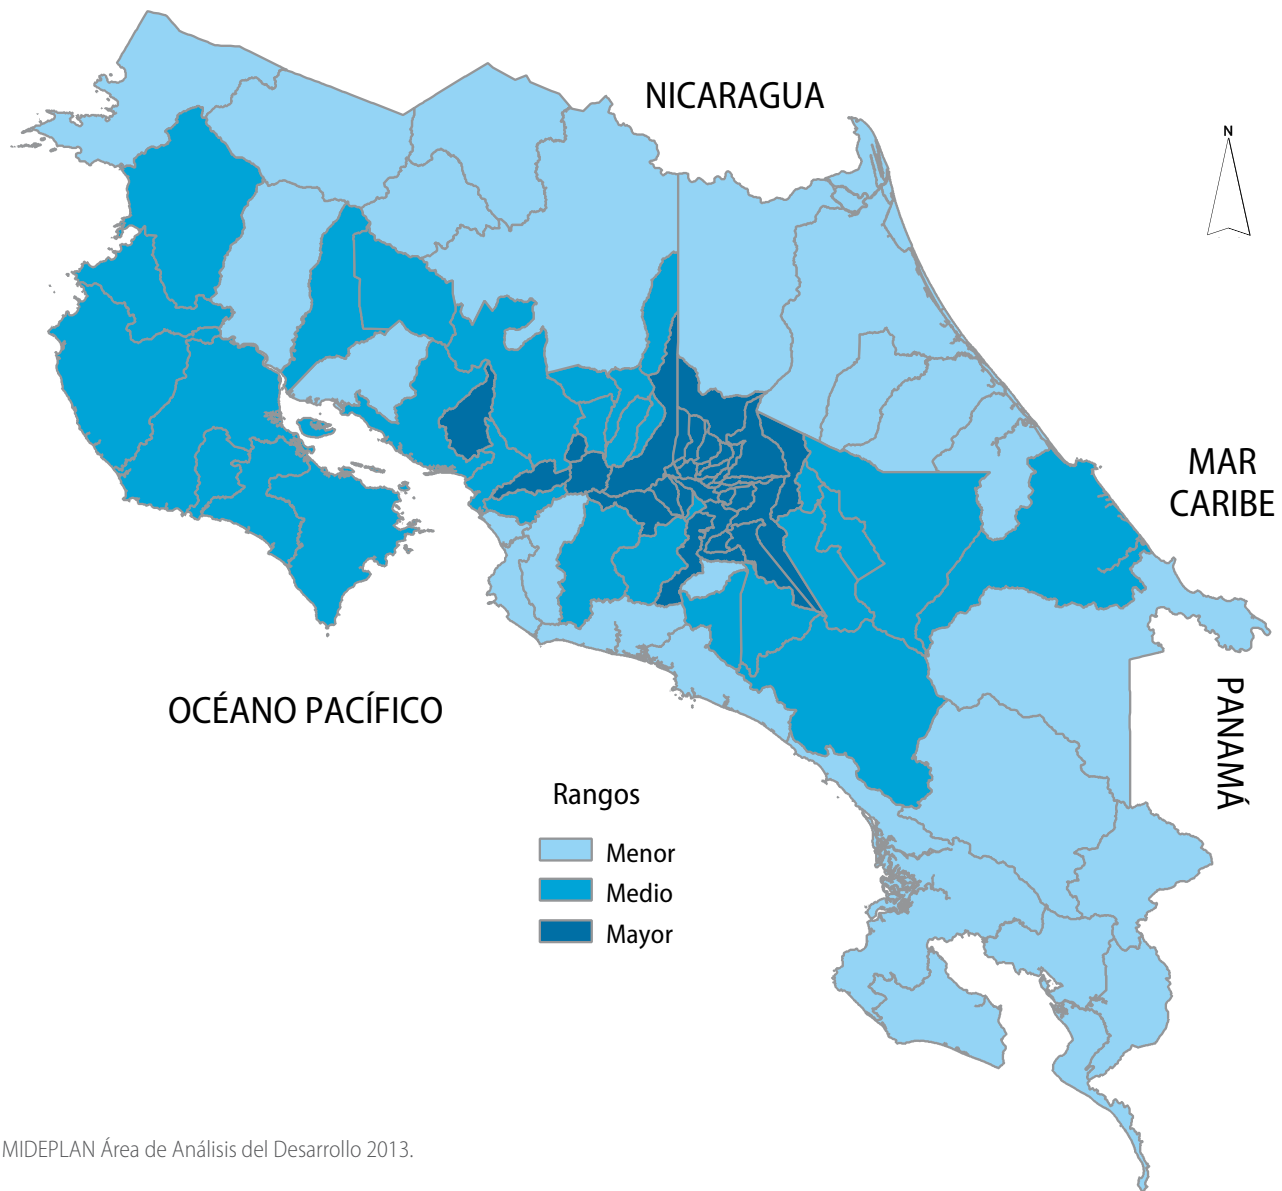 NICARAGUA
N
MAR
CARIBE
PANAMÁ
OCÉANO PACÍFICO
Rangos
Menor
Medio
Mayor
MIDEPLAN Área de Análisis del Desarrollo 2013.